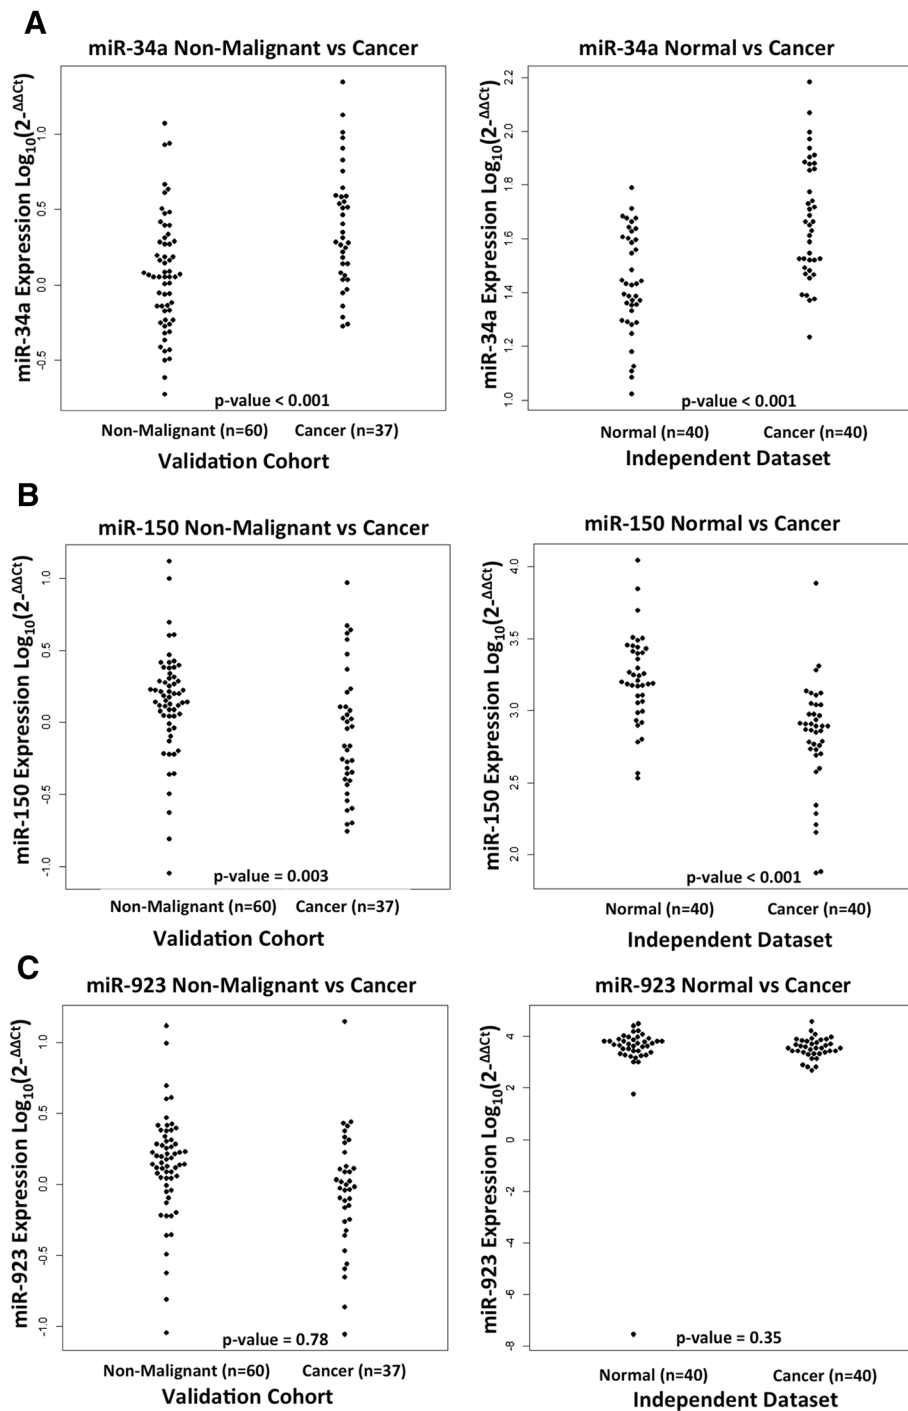 A
miR-34a Non-Malignant vs Cancer
miR-34a Expression Log10(2-ΔΔCt)
1.0
0.5
0.0
-0.5
p-value < 0.001
Non-Malignant (n=60) Cancer (n=37)
Validation Cohort
miR-34a Normal vs Cancer
miR-34a Expression Log10(2-ΔΔCt)
2.2
2.0
1.8
1.6
1.4
1.2
1.0
p-value < 0.001
Normal (n=40) Cancer (n=40)
Independent Dataset
B
miR-150 Non-Malignant vs Cancer
miR-150 Expression Log10(2-ΔΔCt)
1.0
0.5
0.0
-0.5
-1.0
p-value = 0.003
Non-Malignant (n=60) Cancer (n=37)
Validation Cohort
miR-150 Normal vs Cancer
miR-150 Expression Log10(2-ΔΔCt)
4.0
3.5
3.0
2.5
2.0
p-value < 0.001
Normal (n=40) Cancer (n=40)
Independent Dataset
C
miR-923 Non-Malignant vs Cancer
miR-923 Expression Log10(2-ΔΔCt)
1.0
0.5
0.0
-0.5
-1.0
p-value = 0.78
Non-Malignant (n=60) Cancer (n=37)
Validation Cohort
miR-923 Normal vs Cancer
miR-923 Expression Log10(2-ΔΔCt)
4
2
0
-2
-4
-6
-8
p-value = 0.35
Normal (n=40) Cancer (n=40)
Independent Dataset